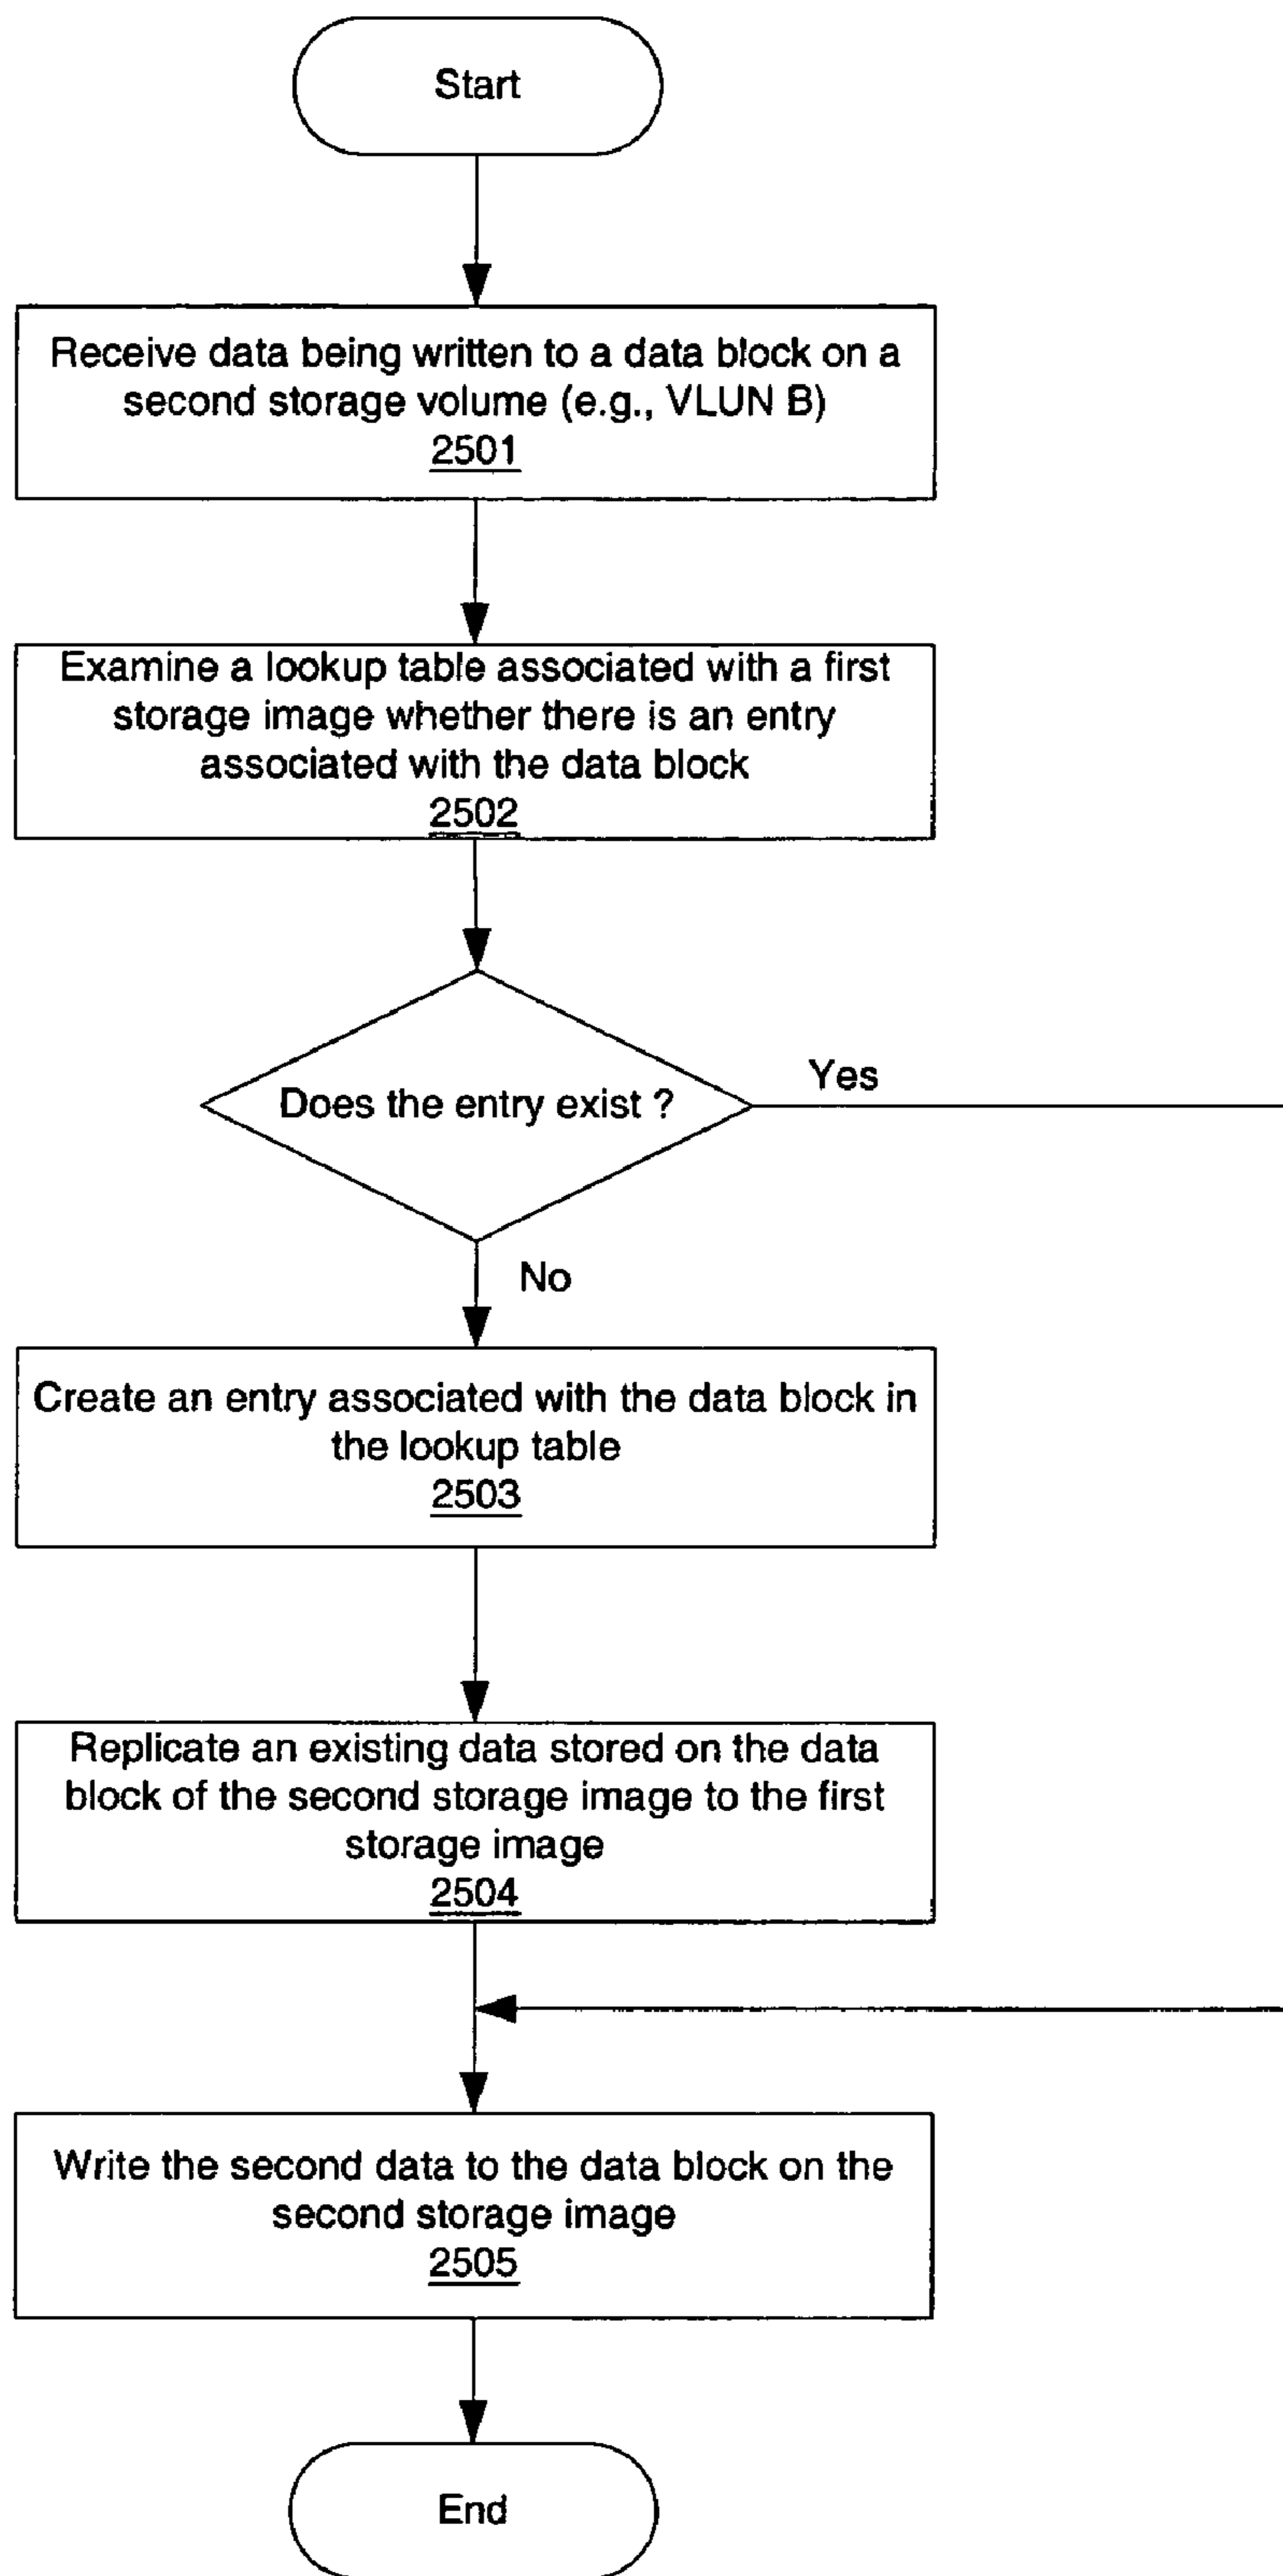 Start
Receive data being written to a data block on a
second storage volume (e.g., VLUN B)
2501
Examine a lookup table associated with a first
storage image whether there is an entry
associated with the data block
2502
Does the entry exist ?
Yes
No
Create an entry associated with the data block in
the lookup table
2503
Replicate an existing data stored on the data
block of the second storage image to the first
storage image
2504
Write the second data to the data block on the
second storage image
2505
End